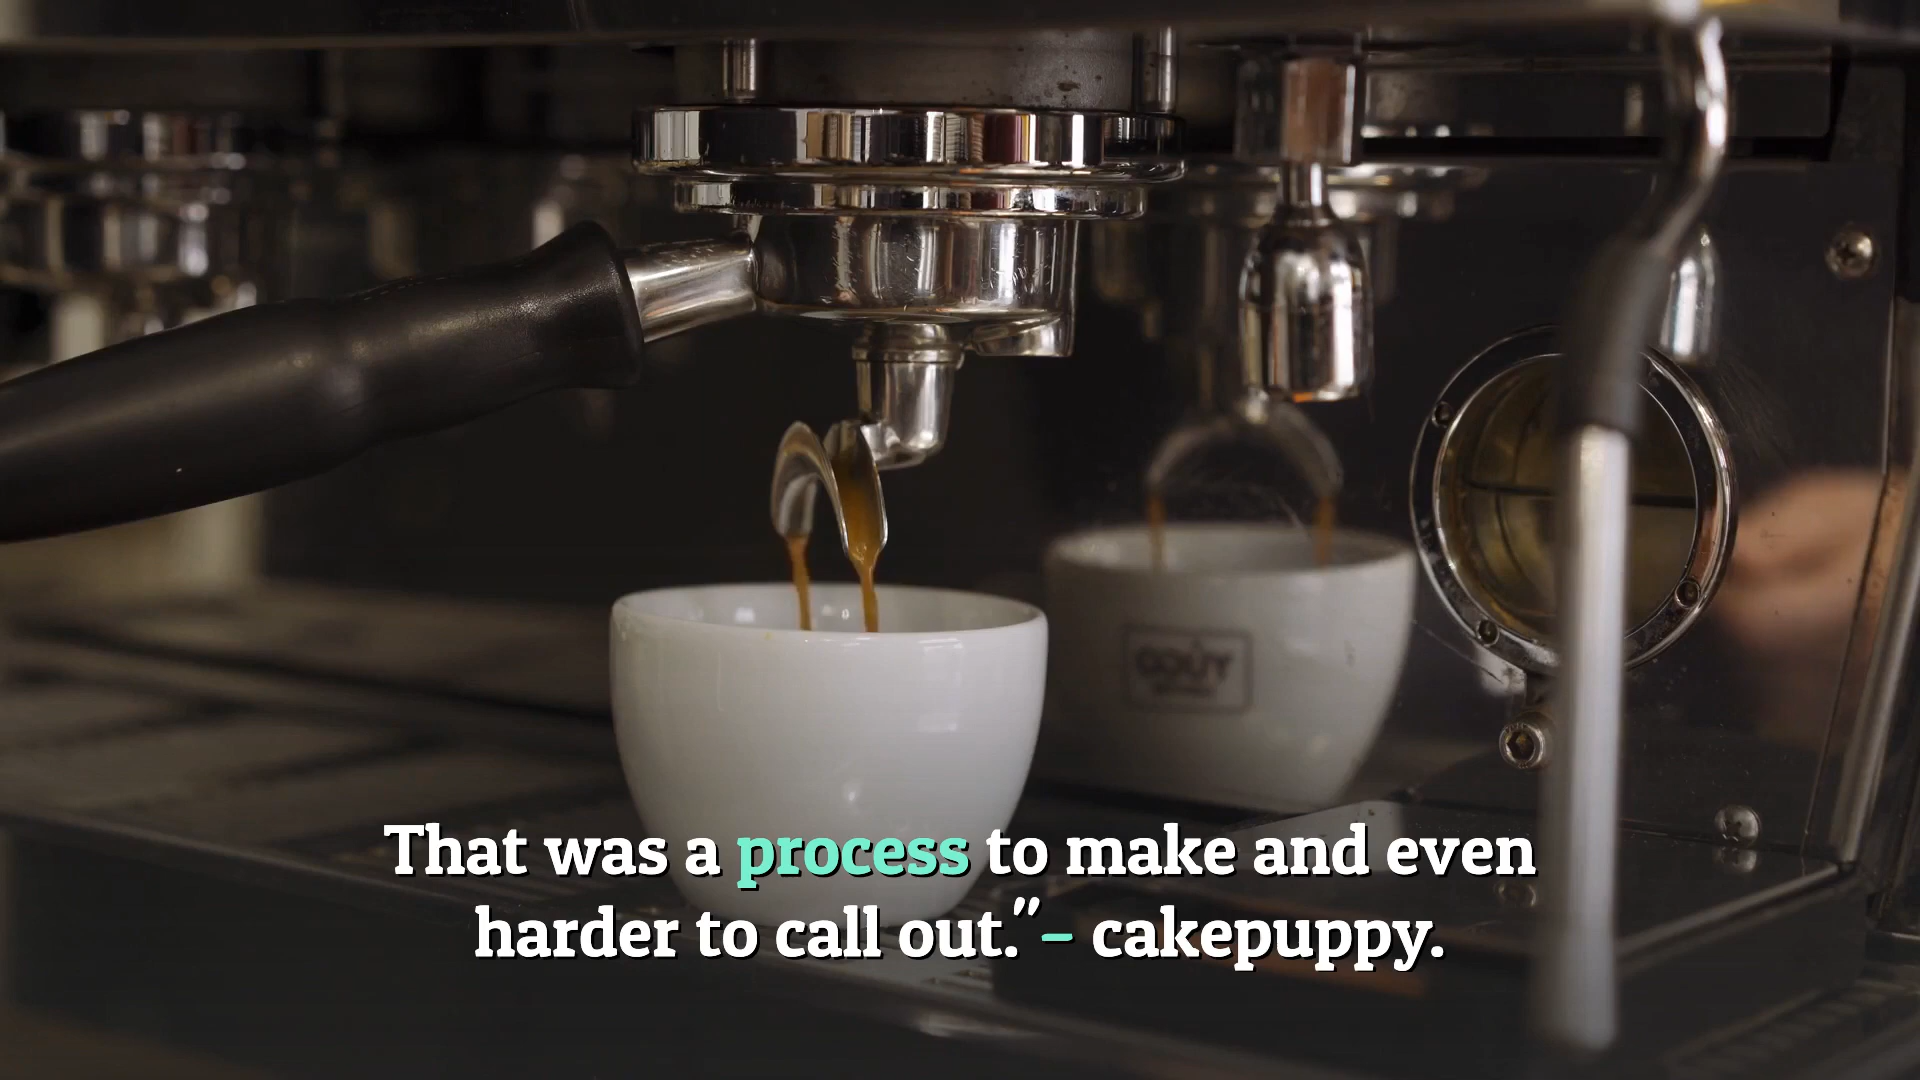 That was a process to make and even
harder to call out."– cakepuppy.